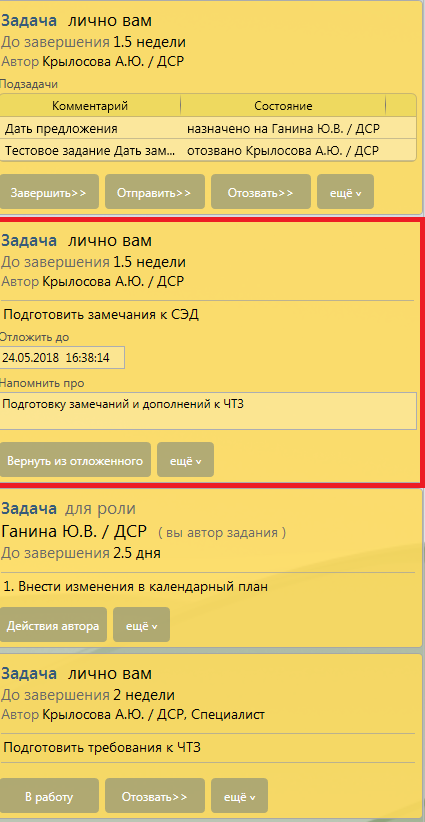 Задача лично вам
До завершения 1.5 недели
Автор Крылосова А.Ю. / ДСР
Подзадачи
Комментарий Состояние
Дать предложения назначено на Ганина Ю.В. / ДСР
Тестовое задание Дать зам... отозвано Крылосова А.Ю. / ДСР
Завершить>> Отправить>> Отозвать>> ещё v
Задача лично вам
До завершения 1.5 недели
Автор Крылосова А.Ю. / ДСР
Подготовить замечания к СЭД
Отложить до
24.05.2018 16:38:14
Напомнить про
Подготовку замечаний и дополнений к ЧТЗ
Вернуть из отложенного ещё v
Задача для роли
Ганина Ю.В. / ДСР ( вы автор задания )
До завершения 2.5 дня
1. Внести изменения в календарный план
Действия автора ещё v
Задача лично вам
До завершения 2 недели
Автор Крылосова А.Ю. / ДСР, Специалист
Подготовить требования к ЧТЗ
В работу Отозвать>> ещё v